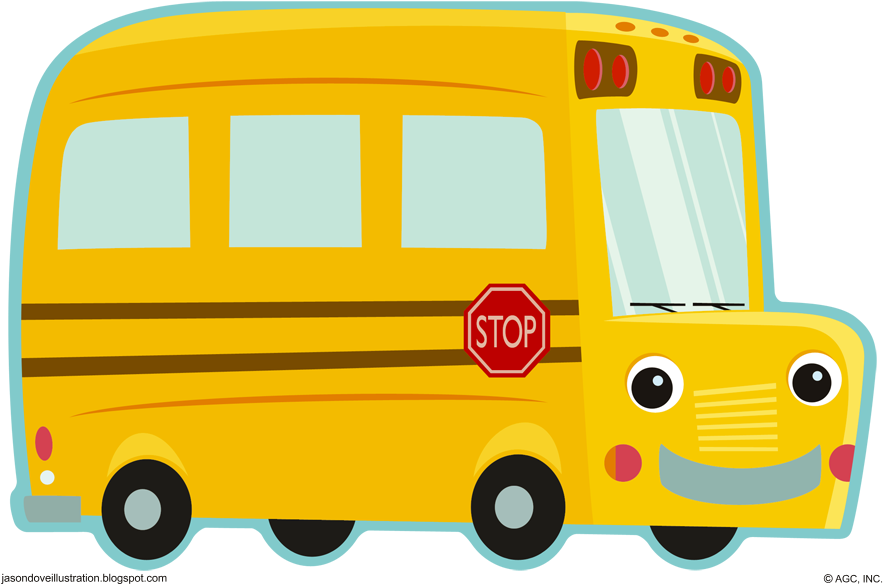 STOP
jasondoveillustration.blogspot.com
© AGC, INC.